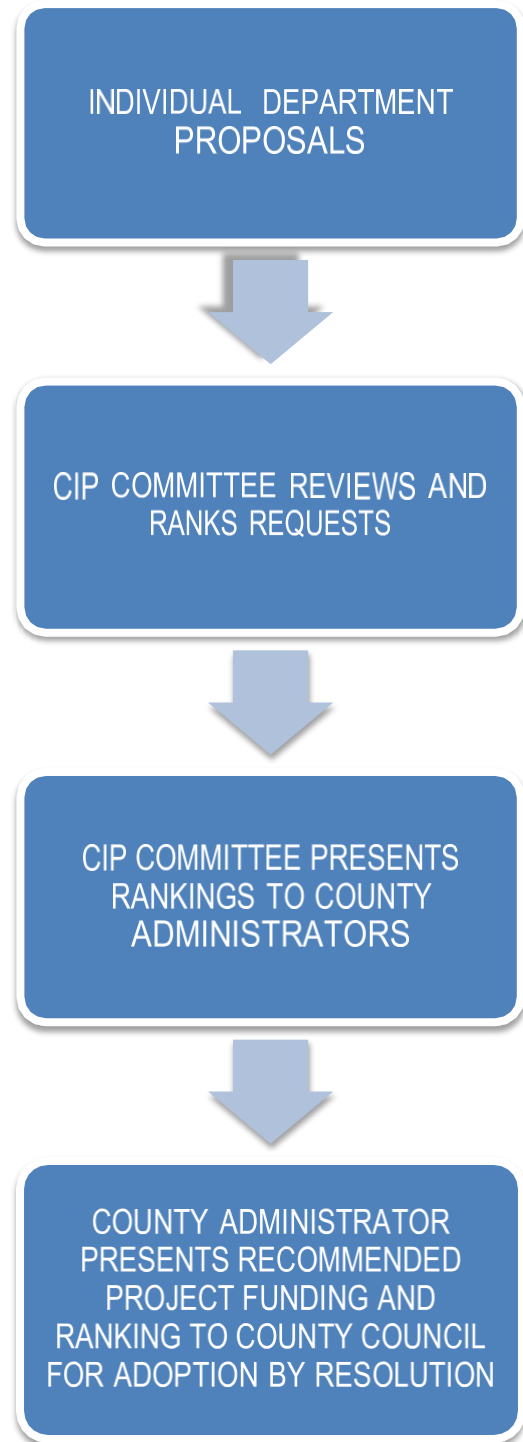 INDIVIDUAL DEPARTMENT
PROPOSALS
CIP COMMITTEE REVIEWS AND
RANKS REQUESTS
CIP COMMITTEE PRESENTS
RANKINGS TO COUNTY
ADMINISTRATORS
COUNTY ADMINISTRATOR
PRESENTS RECOMMENDED
PROJECT FUNDING AND
RANKING TO COUNTY COUNCIL
FOR ADOPTION BY RESOLUTION